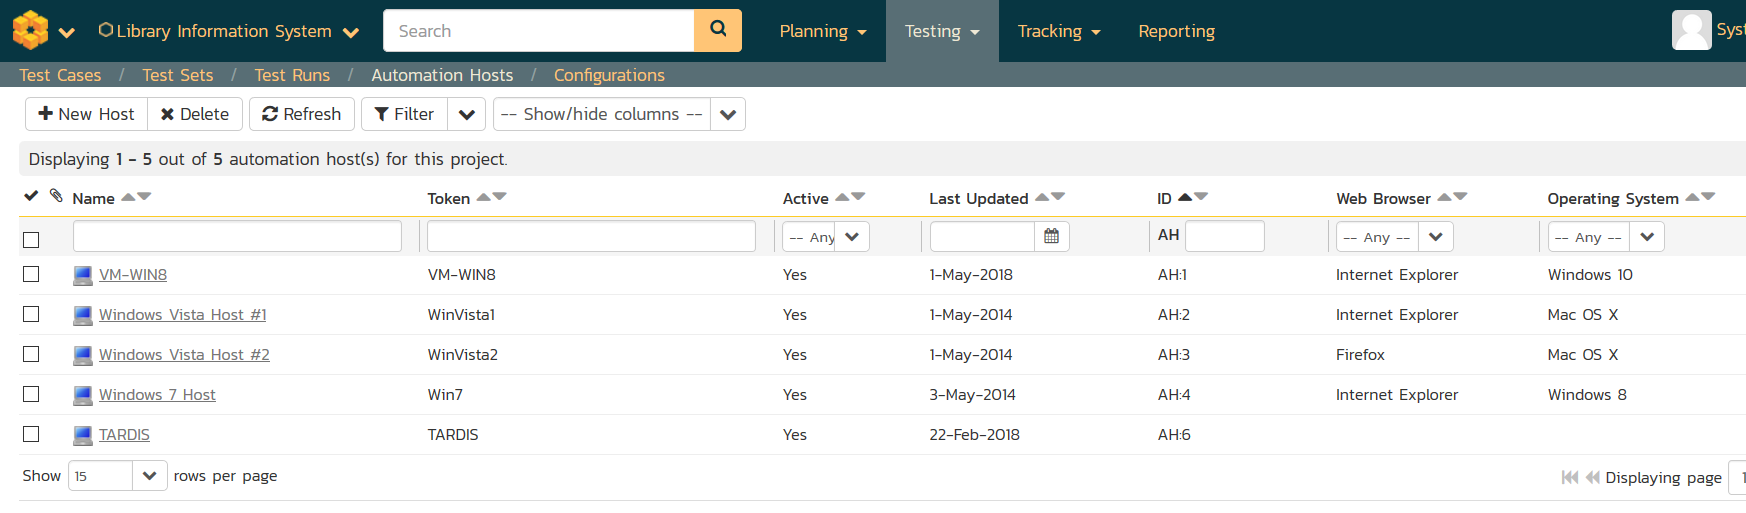 Library Information System Search Planning Testing Tracking Reporting Syst
Test Cases / Test Sets / Test Runs / Automation Hosts / Configurations
New Host Delete Refresh Filter -- Show/hide columns --
Displaying 1 - 5 out of 5 automation host(s) for this project.
Name Token Active Last Updated ID Web Browser Operating System
-- Any AH -- Any -- -- Any --
VM-WIN8 VM-WIN8 Yes 1-May-2018 AH:1 Internet Explorer Windows 10
Windows Vista Host #1 WinVista1 Yes 1-May-2014 AH:2 Internet Explorer Mac OS X
Windows Vista Host #2 WinVista2 Yes 1-May-2014 AH:3 Firefox Mac OS X
Windows 7 Host Win7 Yes 3-May-2014 AH:4 Internet Explorer Windows 8
TARDIS TARDIS Yes 22-Feb-2018 AH:6
Show 15 rows per page Displaying page 1